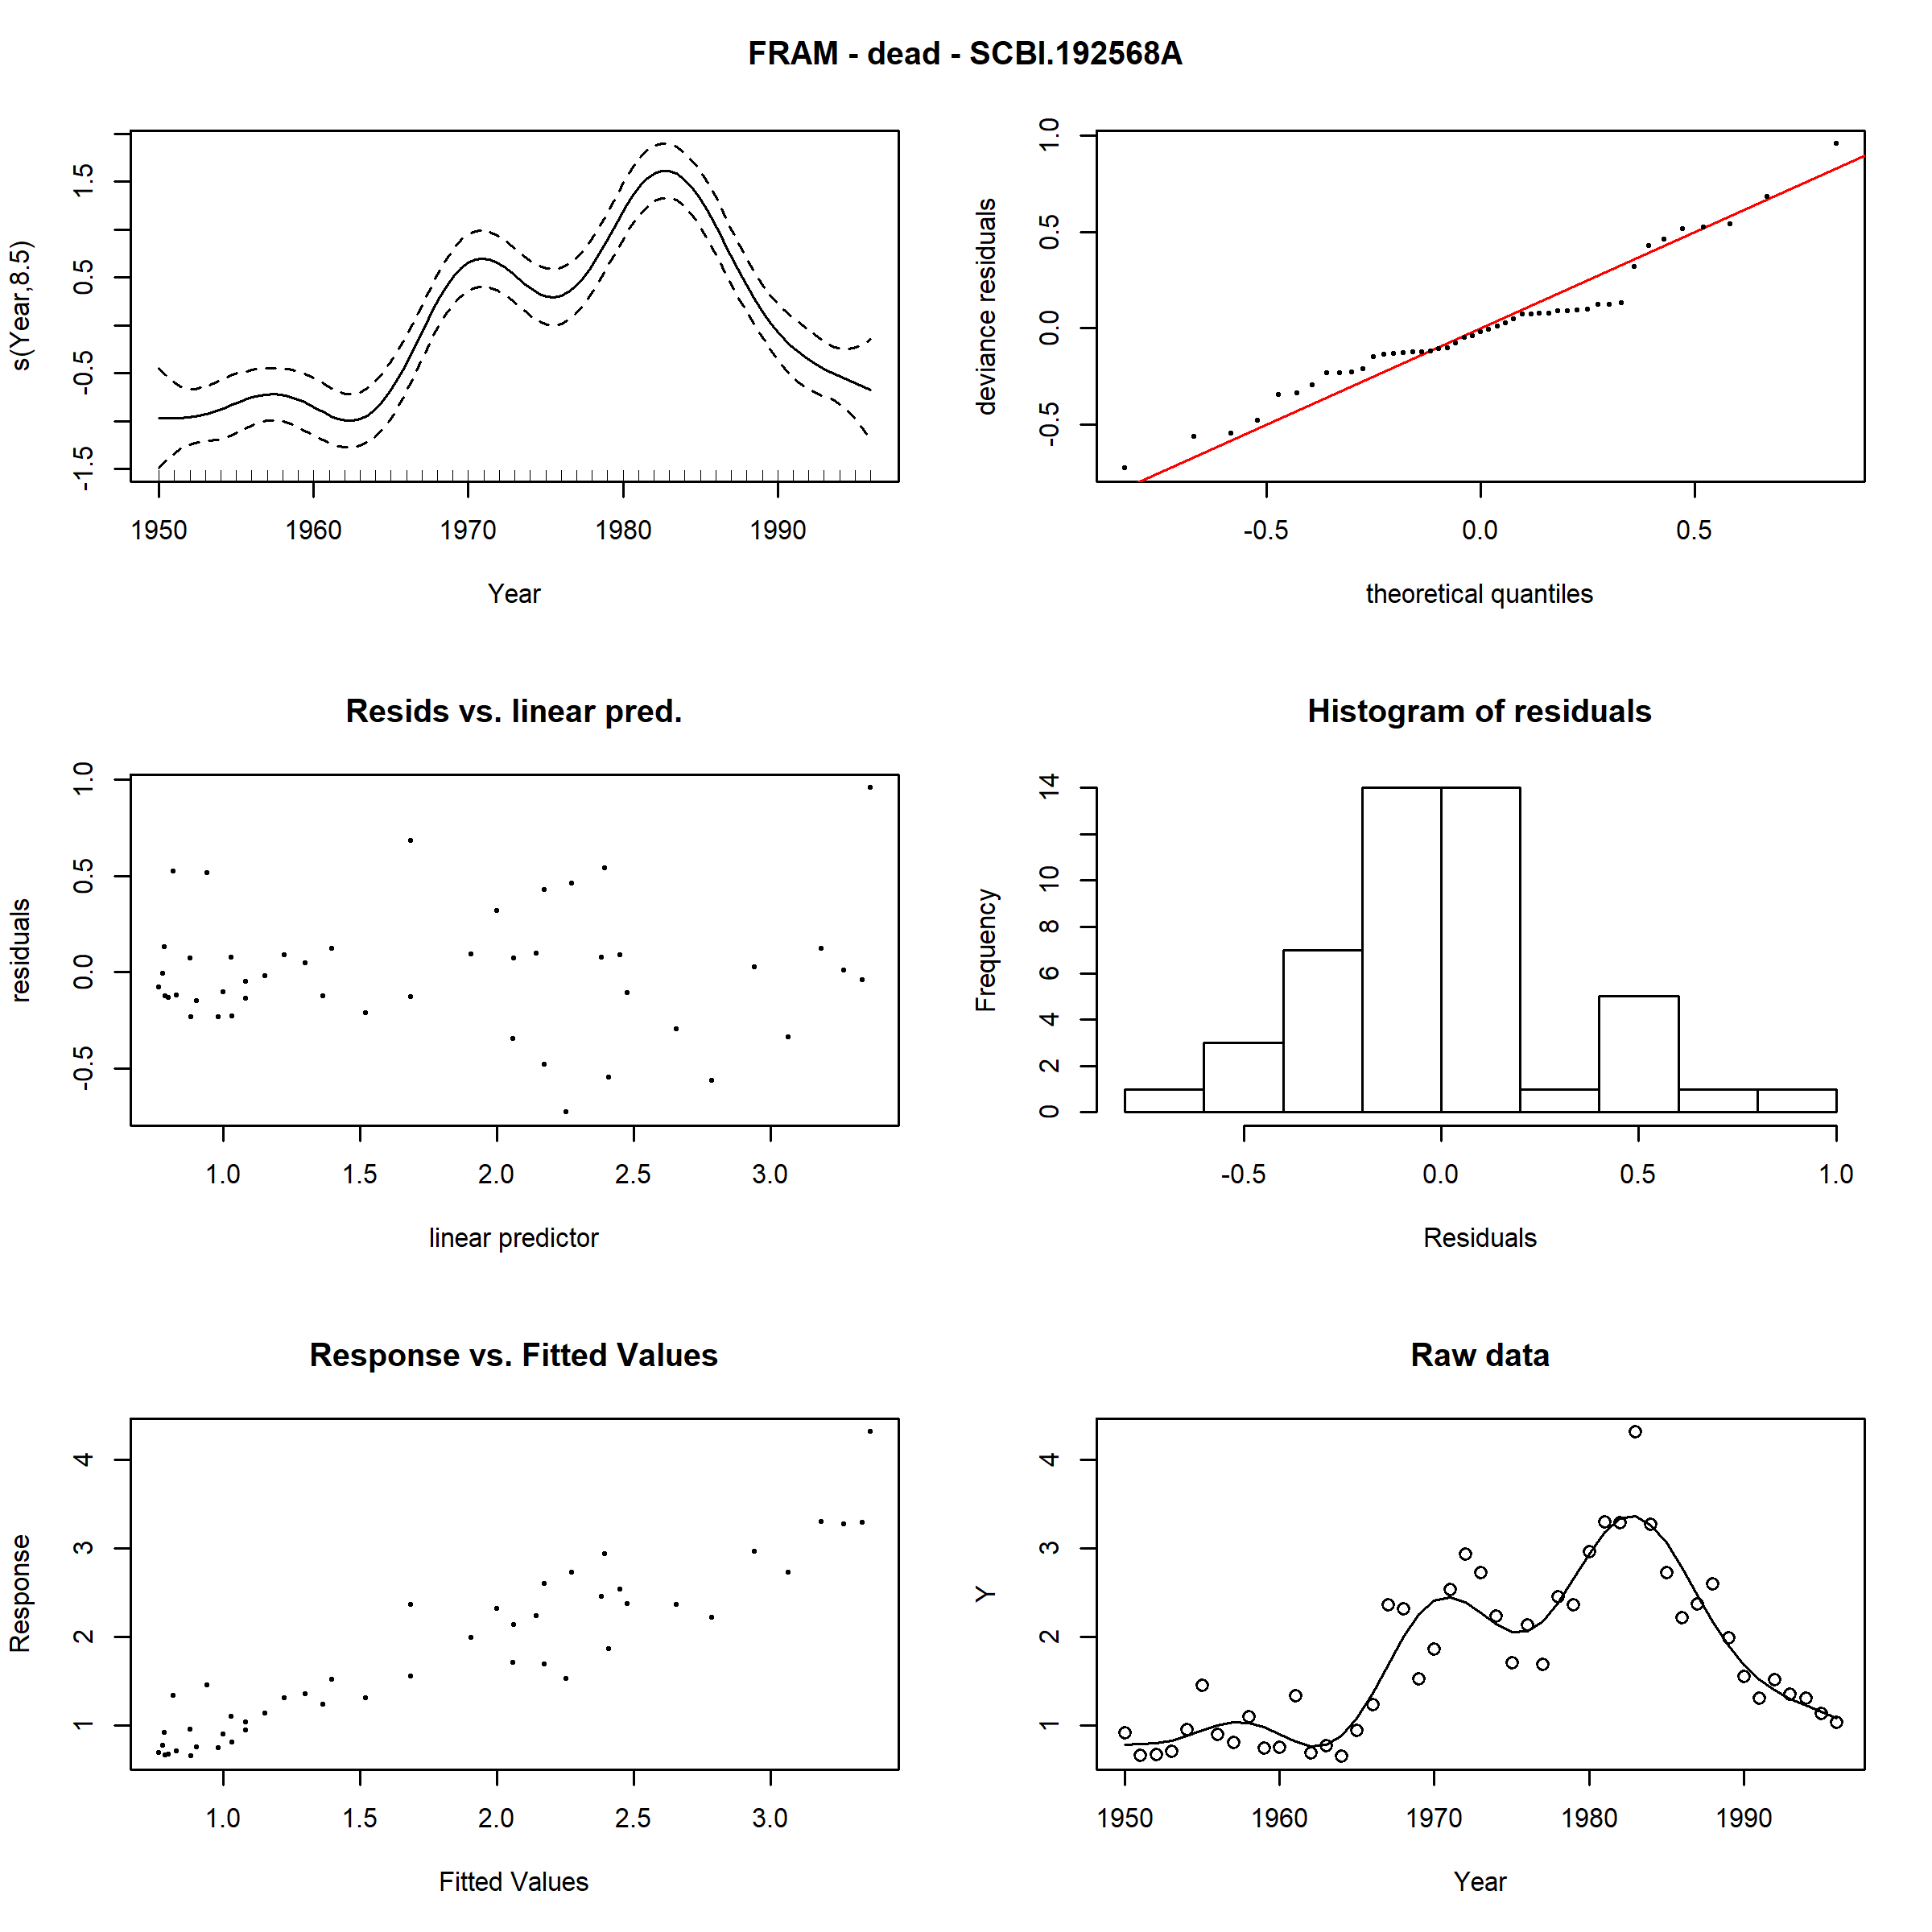 FRAM - dead - SCBI.192568A
s(Year,8.5)
-1.5 -0.5 0.5 1.5
1950 1960 1970 1980 1990
Year
deviance residuals
-0.5 0.0 0.5 1.0
-0.5 0.0 0.5
theoretical quantiles
Resids vs. linear pred.
residuals
-0.5 0.0 0.5 1.0
1.0 1.5 2.0 2.5 3.0
linear predictor
Histogram of residuals
Frequency
0 2 4 6 8 10 14
-0.5 0.0 0.5 1.0
Residuals
Response vs. Fitted Values
Response
1 2 3 4
1.0 1.5 2.0 2.5 3.0
Fitted Values
Raw data
Y
1 2 3 4
1950 1960 1970 1980 1990
Year